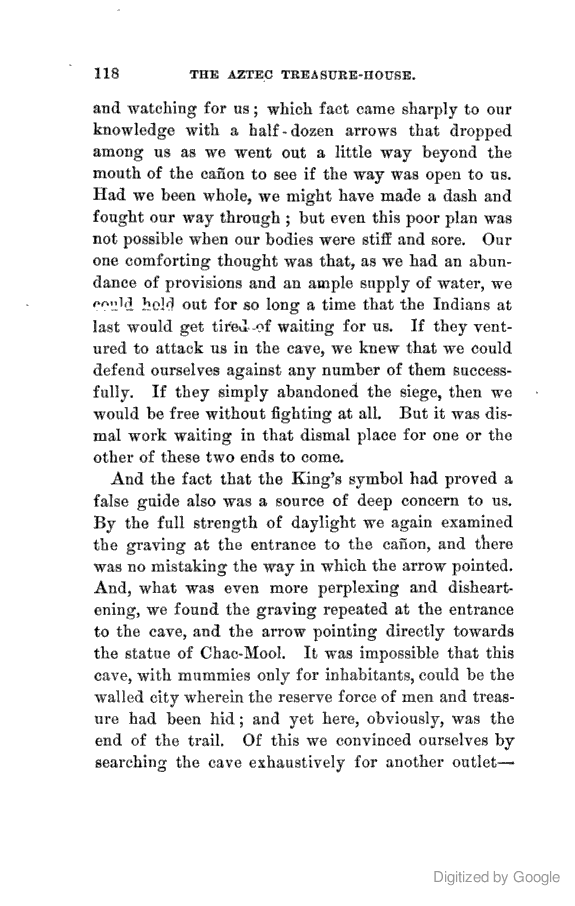 118 THE AZTEC TREASURE-HOUSE.
and watching for us; which fact came sharply to our
knowledge with a half-dozen arrows that dropped
among us as we went out a little way beyond the
mouth of the cañon to see if the way was open to us.
Had we been whole, we might have made a dash and
fought our way through; but even this poor plan was
not possible when our bodies were stiff and sore. Our
one comforting thought was that, as we had an abun-
dance of provisions and an ample supply of water, we
could hold out for so long a time that the Indians at
last would get tired of waiting for us. If they vent-
ured to attack us in the cave, we knew that we could
defend ourselves against any number of them success-
fully. If they simply abandoned the siege, then we
would be free without fighting at all. But it was dis-
mal work waiting in that dismal place for one or the
other of these two ends to come.
And the fact that the King's symbol had proved a
false guide also was a source of deep concern to us.
By the full strength of daylight we again examined
the graving at the entrance to the cañon, and there
was no mistaking the way in which the arrow pointed.
And, what was even more perplexing and disheart-
ening, we found the graving repeated at the entrance
to the cave, and the arrow pointing directly towards
the statue of Chac-Mool. It was impossible that this
cave, with mummies only for inhabitants, could be the
walled city wherein the reserve force of men and treas-
ure had been hid; and yet here, obviously, was the
end of the trail. Of this we convinced ourselves by
searching the cave exhaustively for another outlet—
Digitized by Google